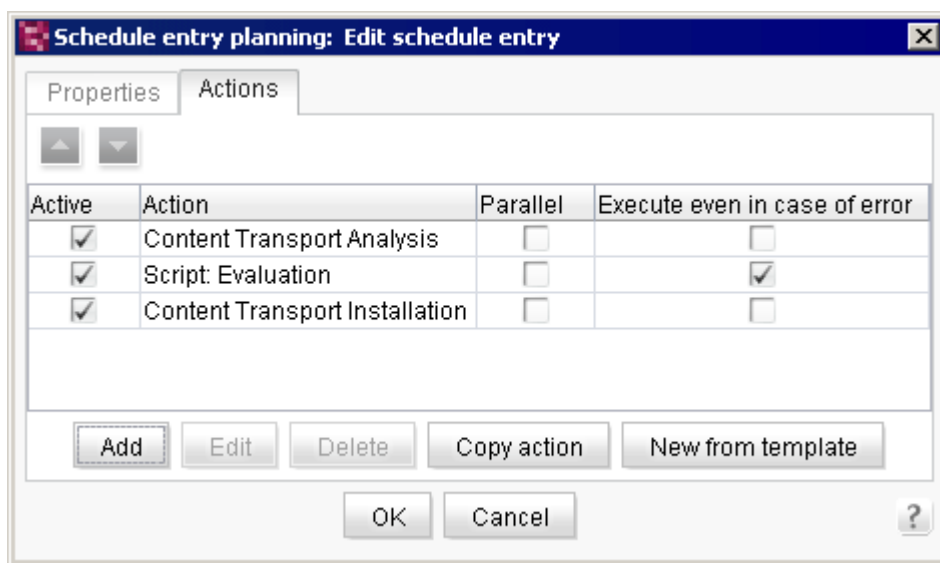 Schedule entry planning: Edit schedule entry
Properties Actions
Active Action Parallel Execute even in case of error
Content Transport Analysis
Script: Evaluation
Content Transport Installation
Add Edit Delete Copy action New from template
OK Cancel ?